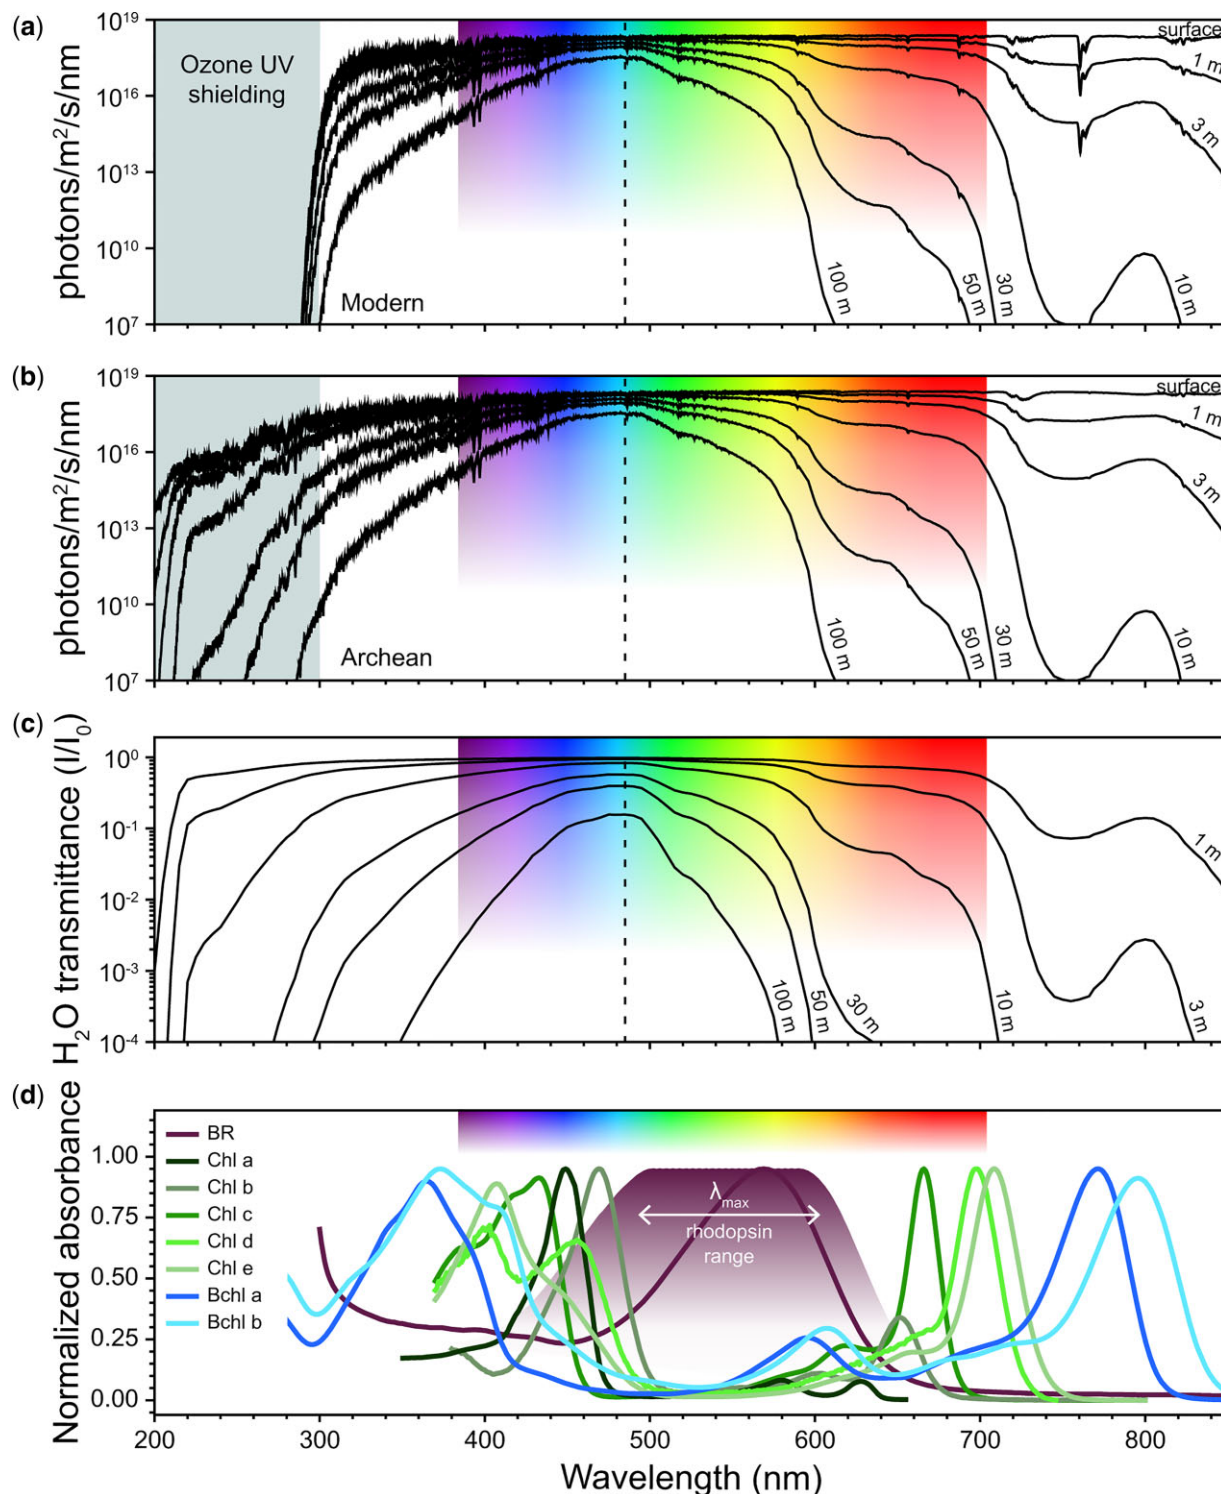 (a)
photons/m²/s/nm
10¹⁹
10¹⁶
10¹³
10¹⁰
10⁷
Ozone UV
shielding
Modern
surface
1 m
3 m
100 m
50 m
30 m
10 m
(b)
photons/m²/s/nm
10¹⁹
10¹⁶
10¹³
10¹⁰
10⁷
Archean
surface
1 m
3 m
100 m
50 m
30 m
10 m
(c)
H₂O transmittance (I/I₀)
10⁰
10⁻¹
10⁻²
10⁻³
10⁻⁴
1 m
100 m
50 m
30 m
10 m
3 m
(d)
Normalized absorbance
1.00
0.75
0.50
0.25
0.00
BR
Chl a
Chl b
Chl c
Chl d
Chl e
Bchl a
Bchl b
λmax
rhodopsin
range
200 300 400 500 600 700 800
Wavelength (nm)